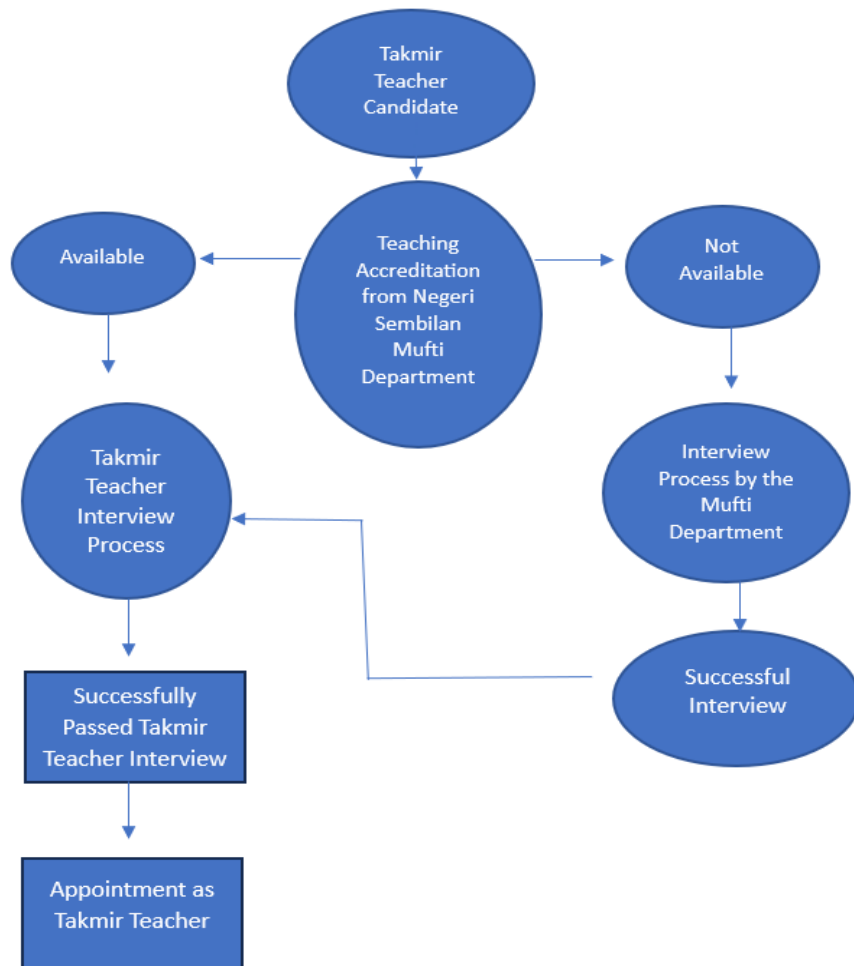 Takmir
Teacher
Candidate
Teaching
Accreditation
from Negeri
Sembilan
Mufti
Department
Available
Not
Available
Takmir
Teacher
Interview
Process
Interview
Process by the
Mufti
Department
Successfully
Passed Takmir
Teacher Interview
Successful
Interview
Appointment as
Takmir Teacher